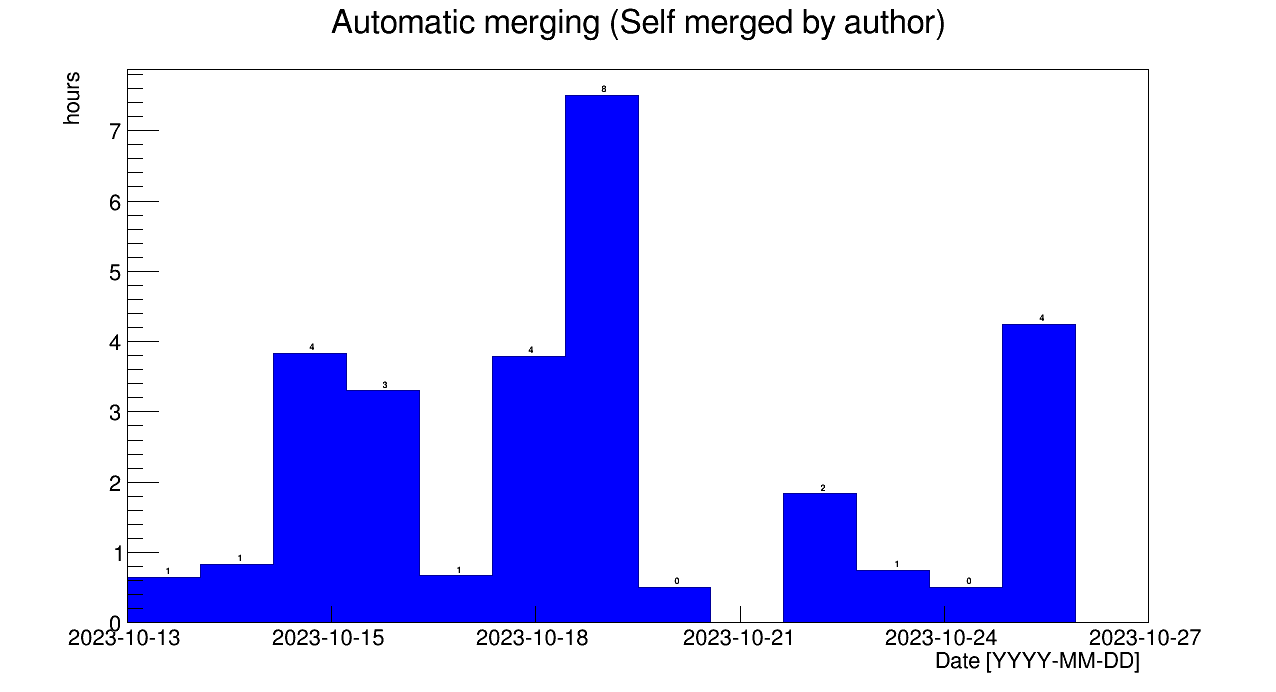 Automatic merging (Self merged by author)
hours
7
6
5
4
3
2
1
0
1 1 4 3 1 4 8 0 2 1 0 4
2023-10-13 2023-10-15 2023-10-18 2023-10-21 2023-10-24 2023-10-27
Date [YYYY-MM-DD]